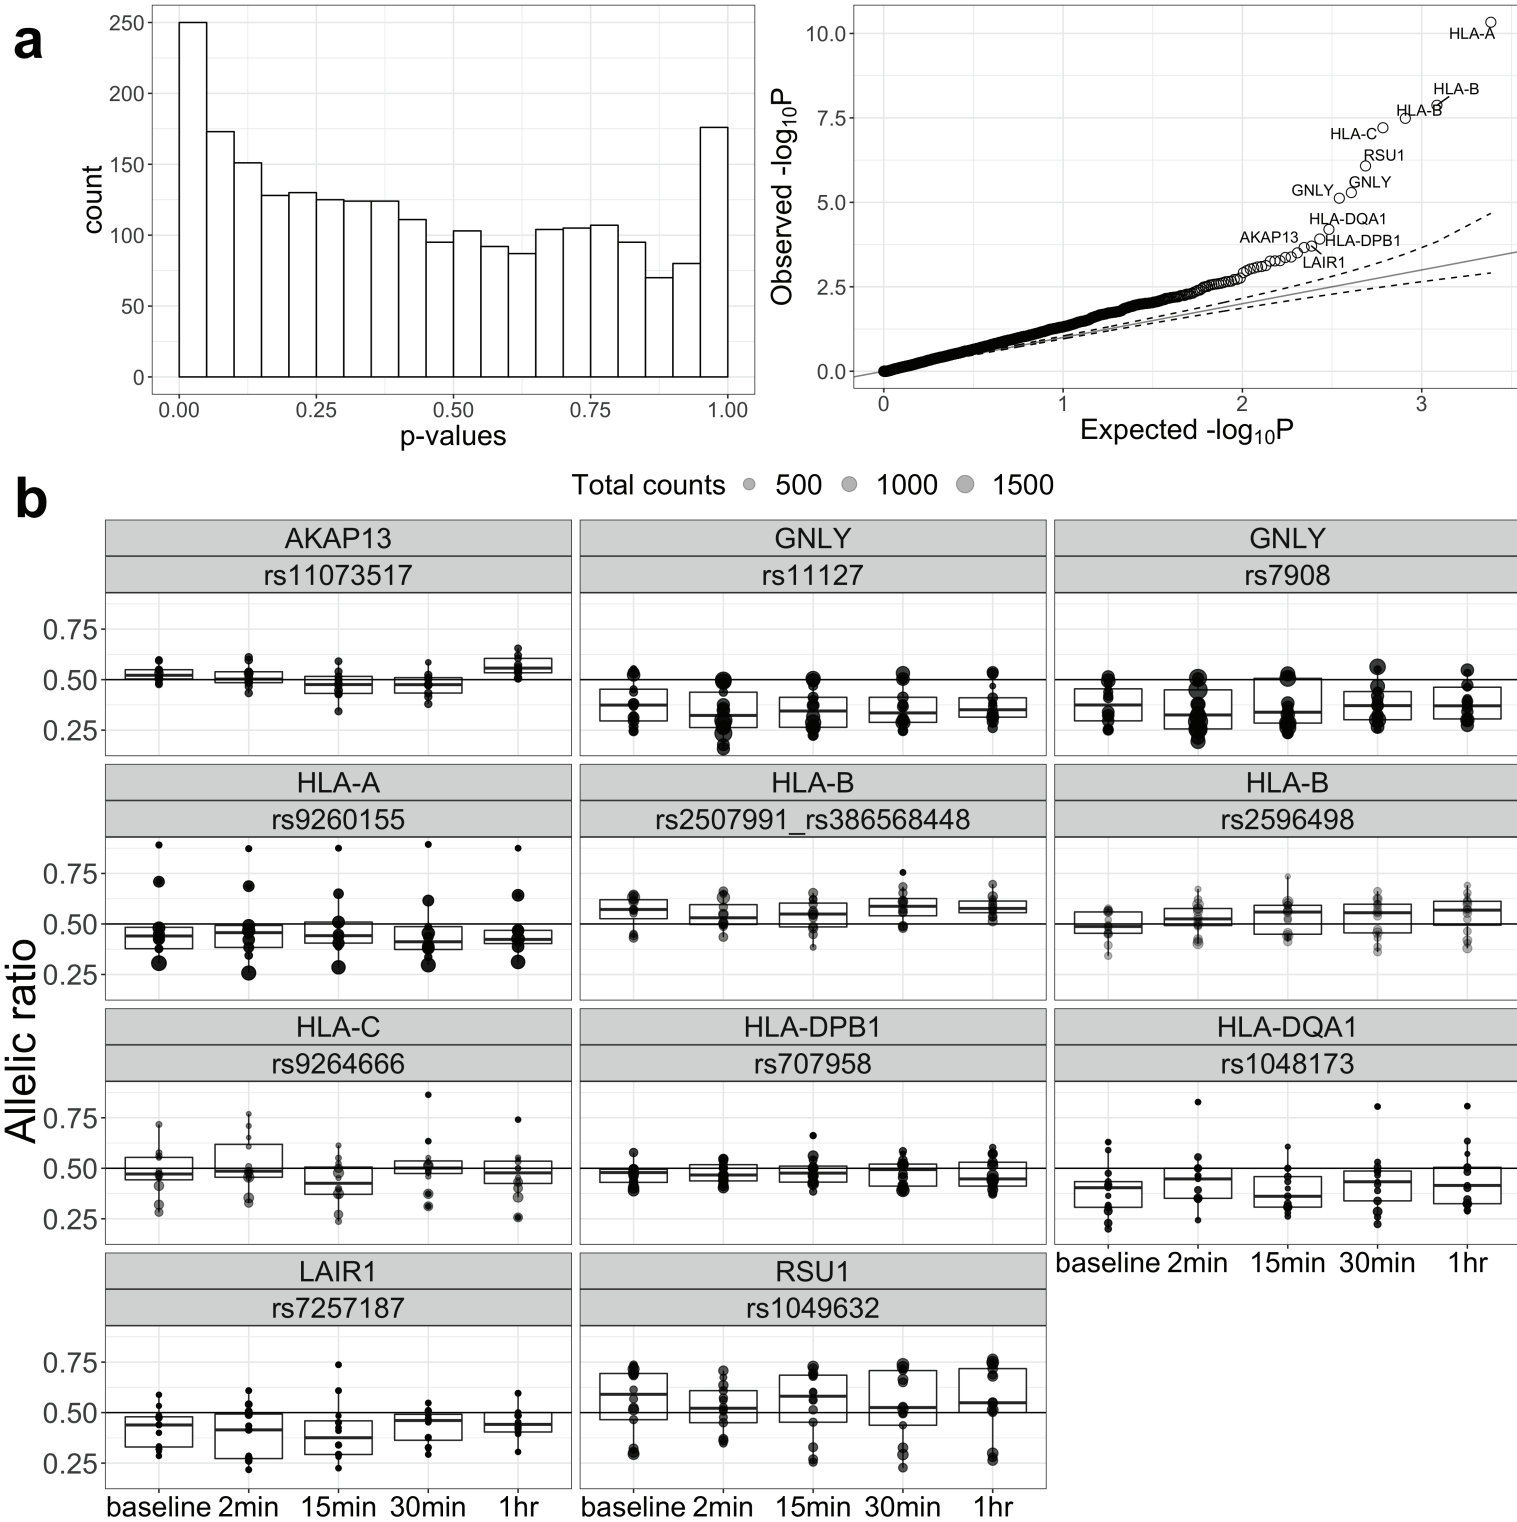 a
250
200
150
100
50
0
count
0.00 0.25 0.50 0.75 1.00
p-values
10.0
7.5
5.0
2.5
0.0
Observed -log10P
HLA-A
HLA-B
HLA-B
HLA-C
RSU1
GNLY
GNLY
HLA-DQA1
AKAP13
HLA-DPB1
LAIR1
0 1 2 3
Expected -log10P
b
Total counts 500 1000 1500
Allelic ratio
AKAP13 GNLY GNLY
rs11073517 rs11127 rs7908
0.75
0.50
0.25
HLA-A HLA-B HLA-B
rs9260155 rs2507991_rs386568448 rs2596498
0.75
0.50
0.25
HLA-C HLA-DPB1 HLA-DQA1
rs9264666 rs707958 rs1048173
0.75
0.50
0.25
baseline 2min 15min 30min 1hr
LAIR1 RSU1
rs7257187 rs1049632
0.75
0.50
0.25
baseline 2min 15min 30min 1hr baseline 2min 15min 30min 1hr